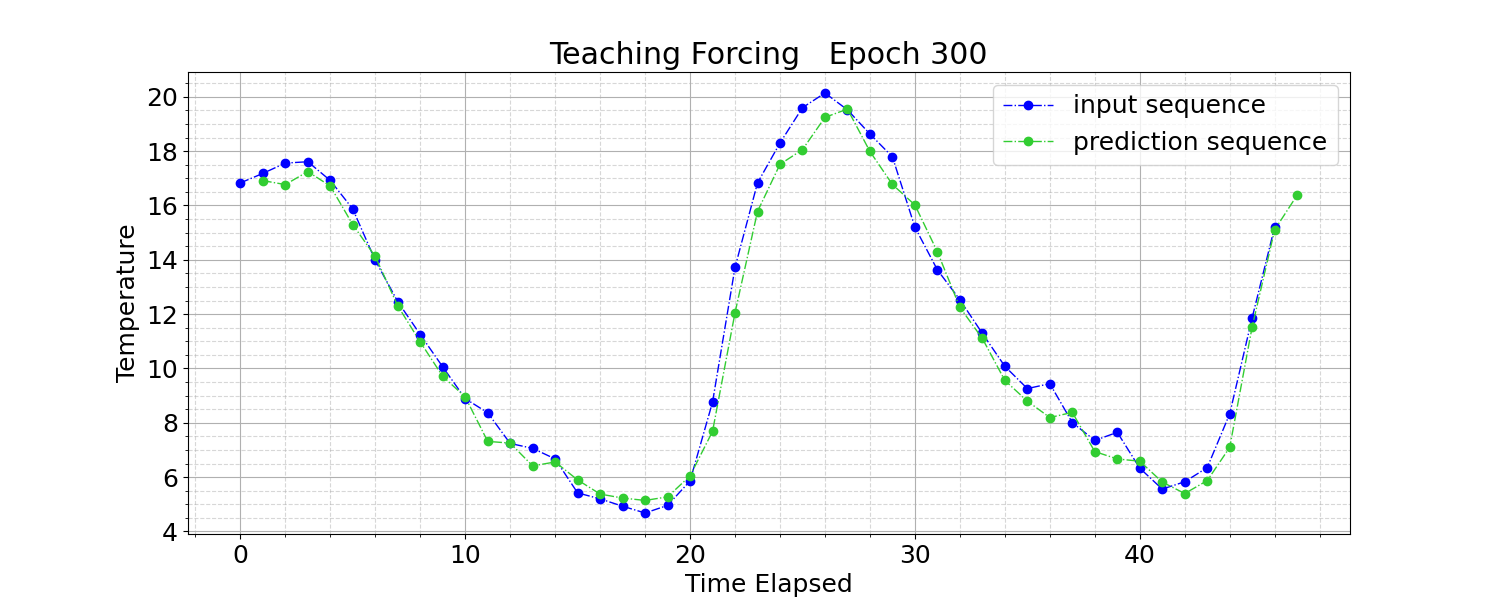 Teaching Forcing   Epoch 300
input sequence
prediction sequence
Temperature
20
18
16
14
12
10
8
6
4
0 10 20 30 40
Time Elapsed